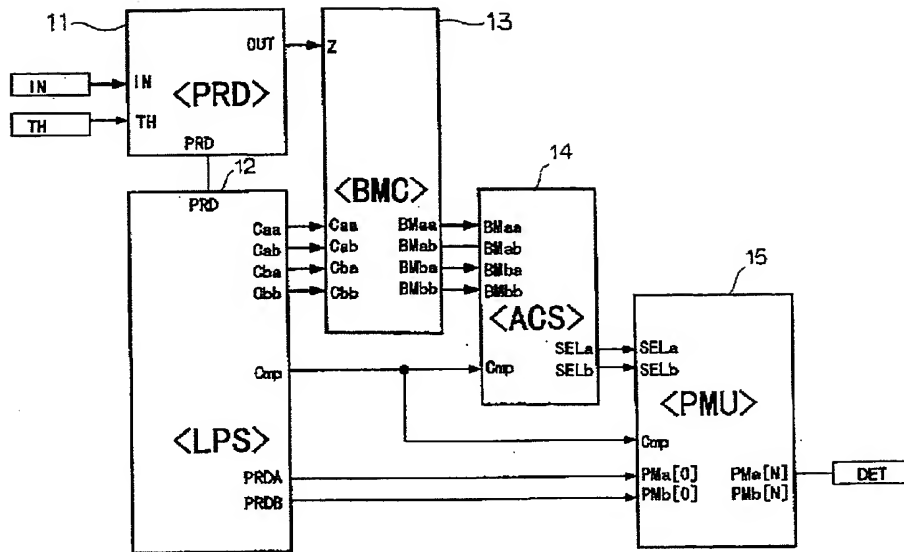 11
OUT
IN
IN
<PRD>
TH
TH
PRD
13
Z
<BMC>
Caa
Cab
Cba
Cbb
BMaa
BMab
BMba
BMbb
12
PRD
Caa
Cab
Cba
Cbb
Cmp
<LPS>
PRDA
PRDB
14
BMaa
BMab
BMba
BMbb
<ACS>
SELa
Cmp
SELb
15
SELa
SELb
<PMU>
Cmp
PMa[0]
PMa[N]
PMb[0]
PMb[N]
DET